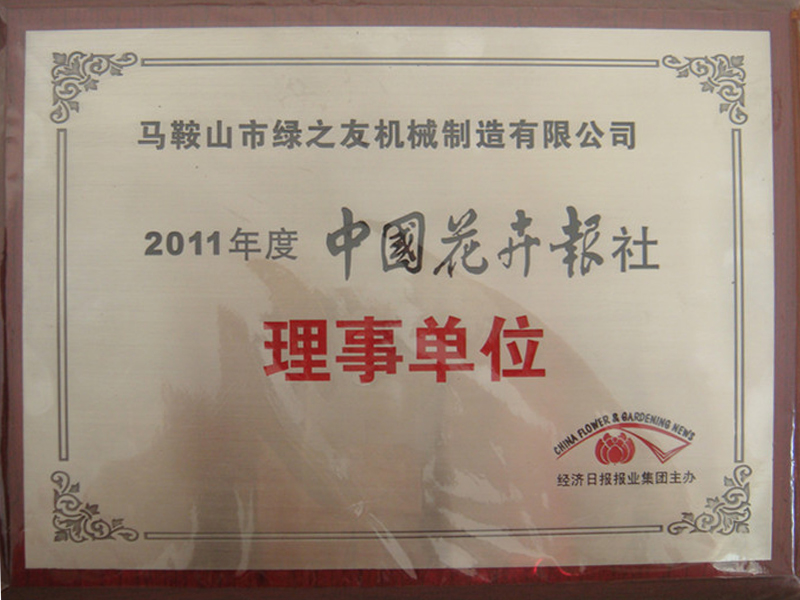 马鞍山市绿之友机械制造有限公司
2011年度 中國花卉報社
理事单位
CHINA FLOWER & GARDENING NEWS
经济日报报业集团主办